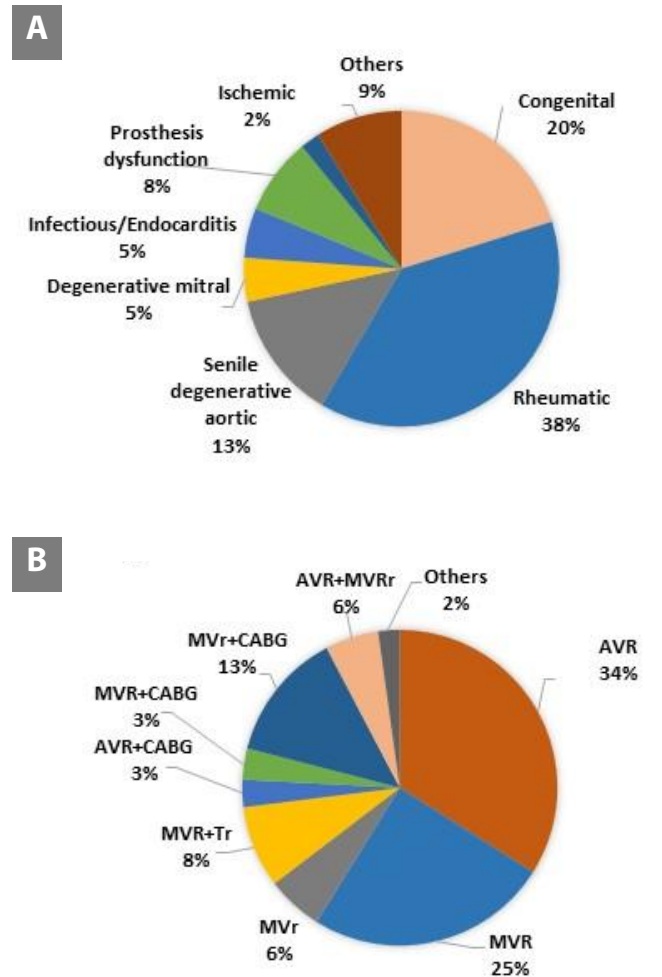 A
Others
9%
Ischemic
2%
Congenital
20%
Prosthesis
dysfunction
8%
Infectious/Endocarditis
5%
Degenerative mitral
5%
Senile
degenerative
aortic
13%
Rheumatic
38%
B
AVR+MVRr
6%
Others
2%
MVr+CABG
13%
AVR
34%
MVR+CABG
3%
AVR+CABG
3%
MVR+Tr
8%
MVr
6%
MVR
25%